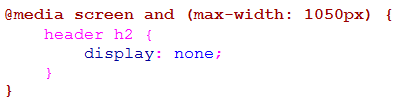 @media screen and (max-width: 1050px) {
    header h2 {
        display: none;
    }
}